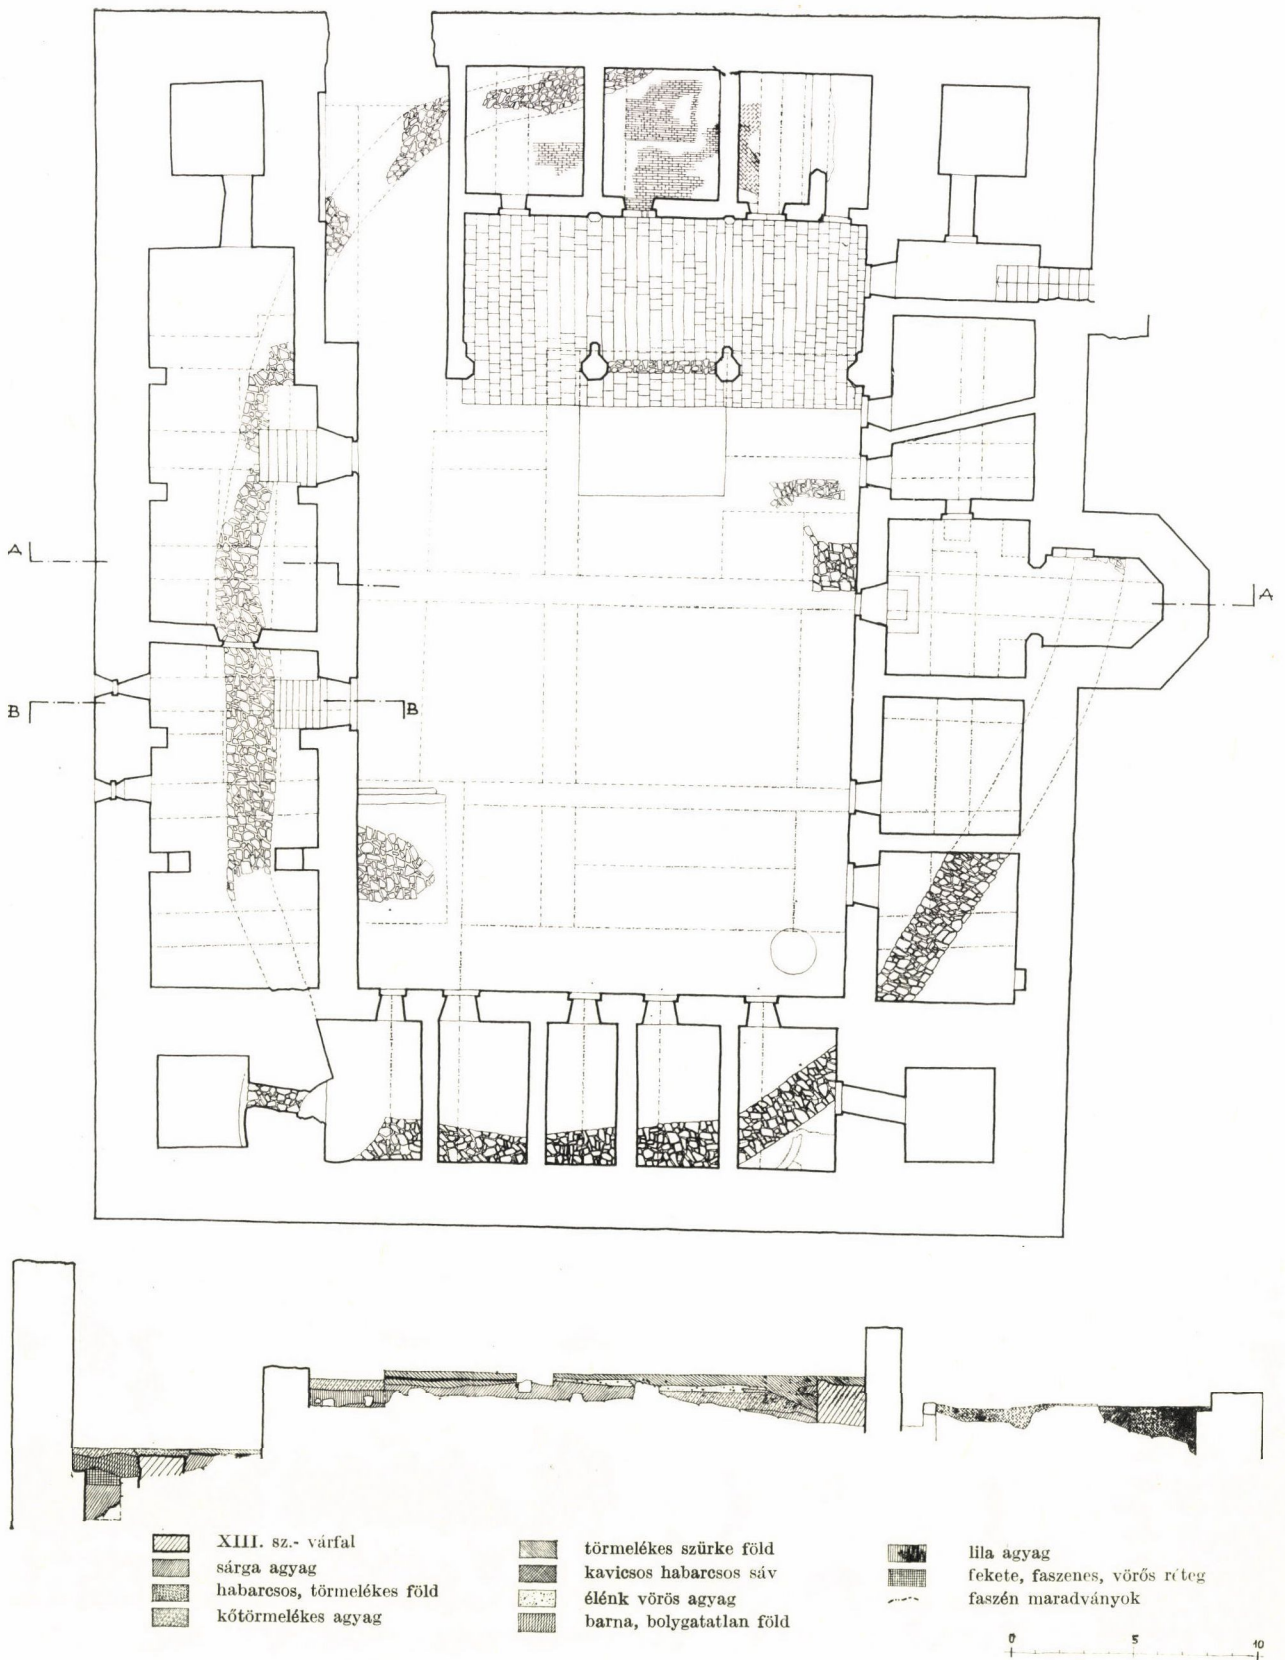 A
A
B
B
XIII. sz.- várfal
sárga agyag
habarcsos, törmelékes föld
kőtörmelékes agyag
törmelékes szürke föld
kavicsos habarcsos sáv
élénk vörös agyag
barna, bolygatatlan föld
lila agyag
fekete, faszenes, vörös réteg
faszén maradványok
0 5 10